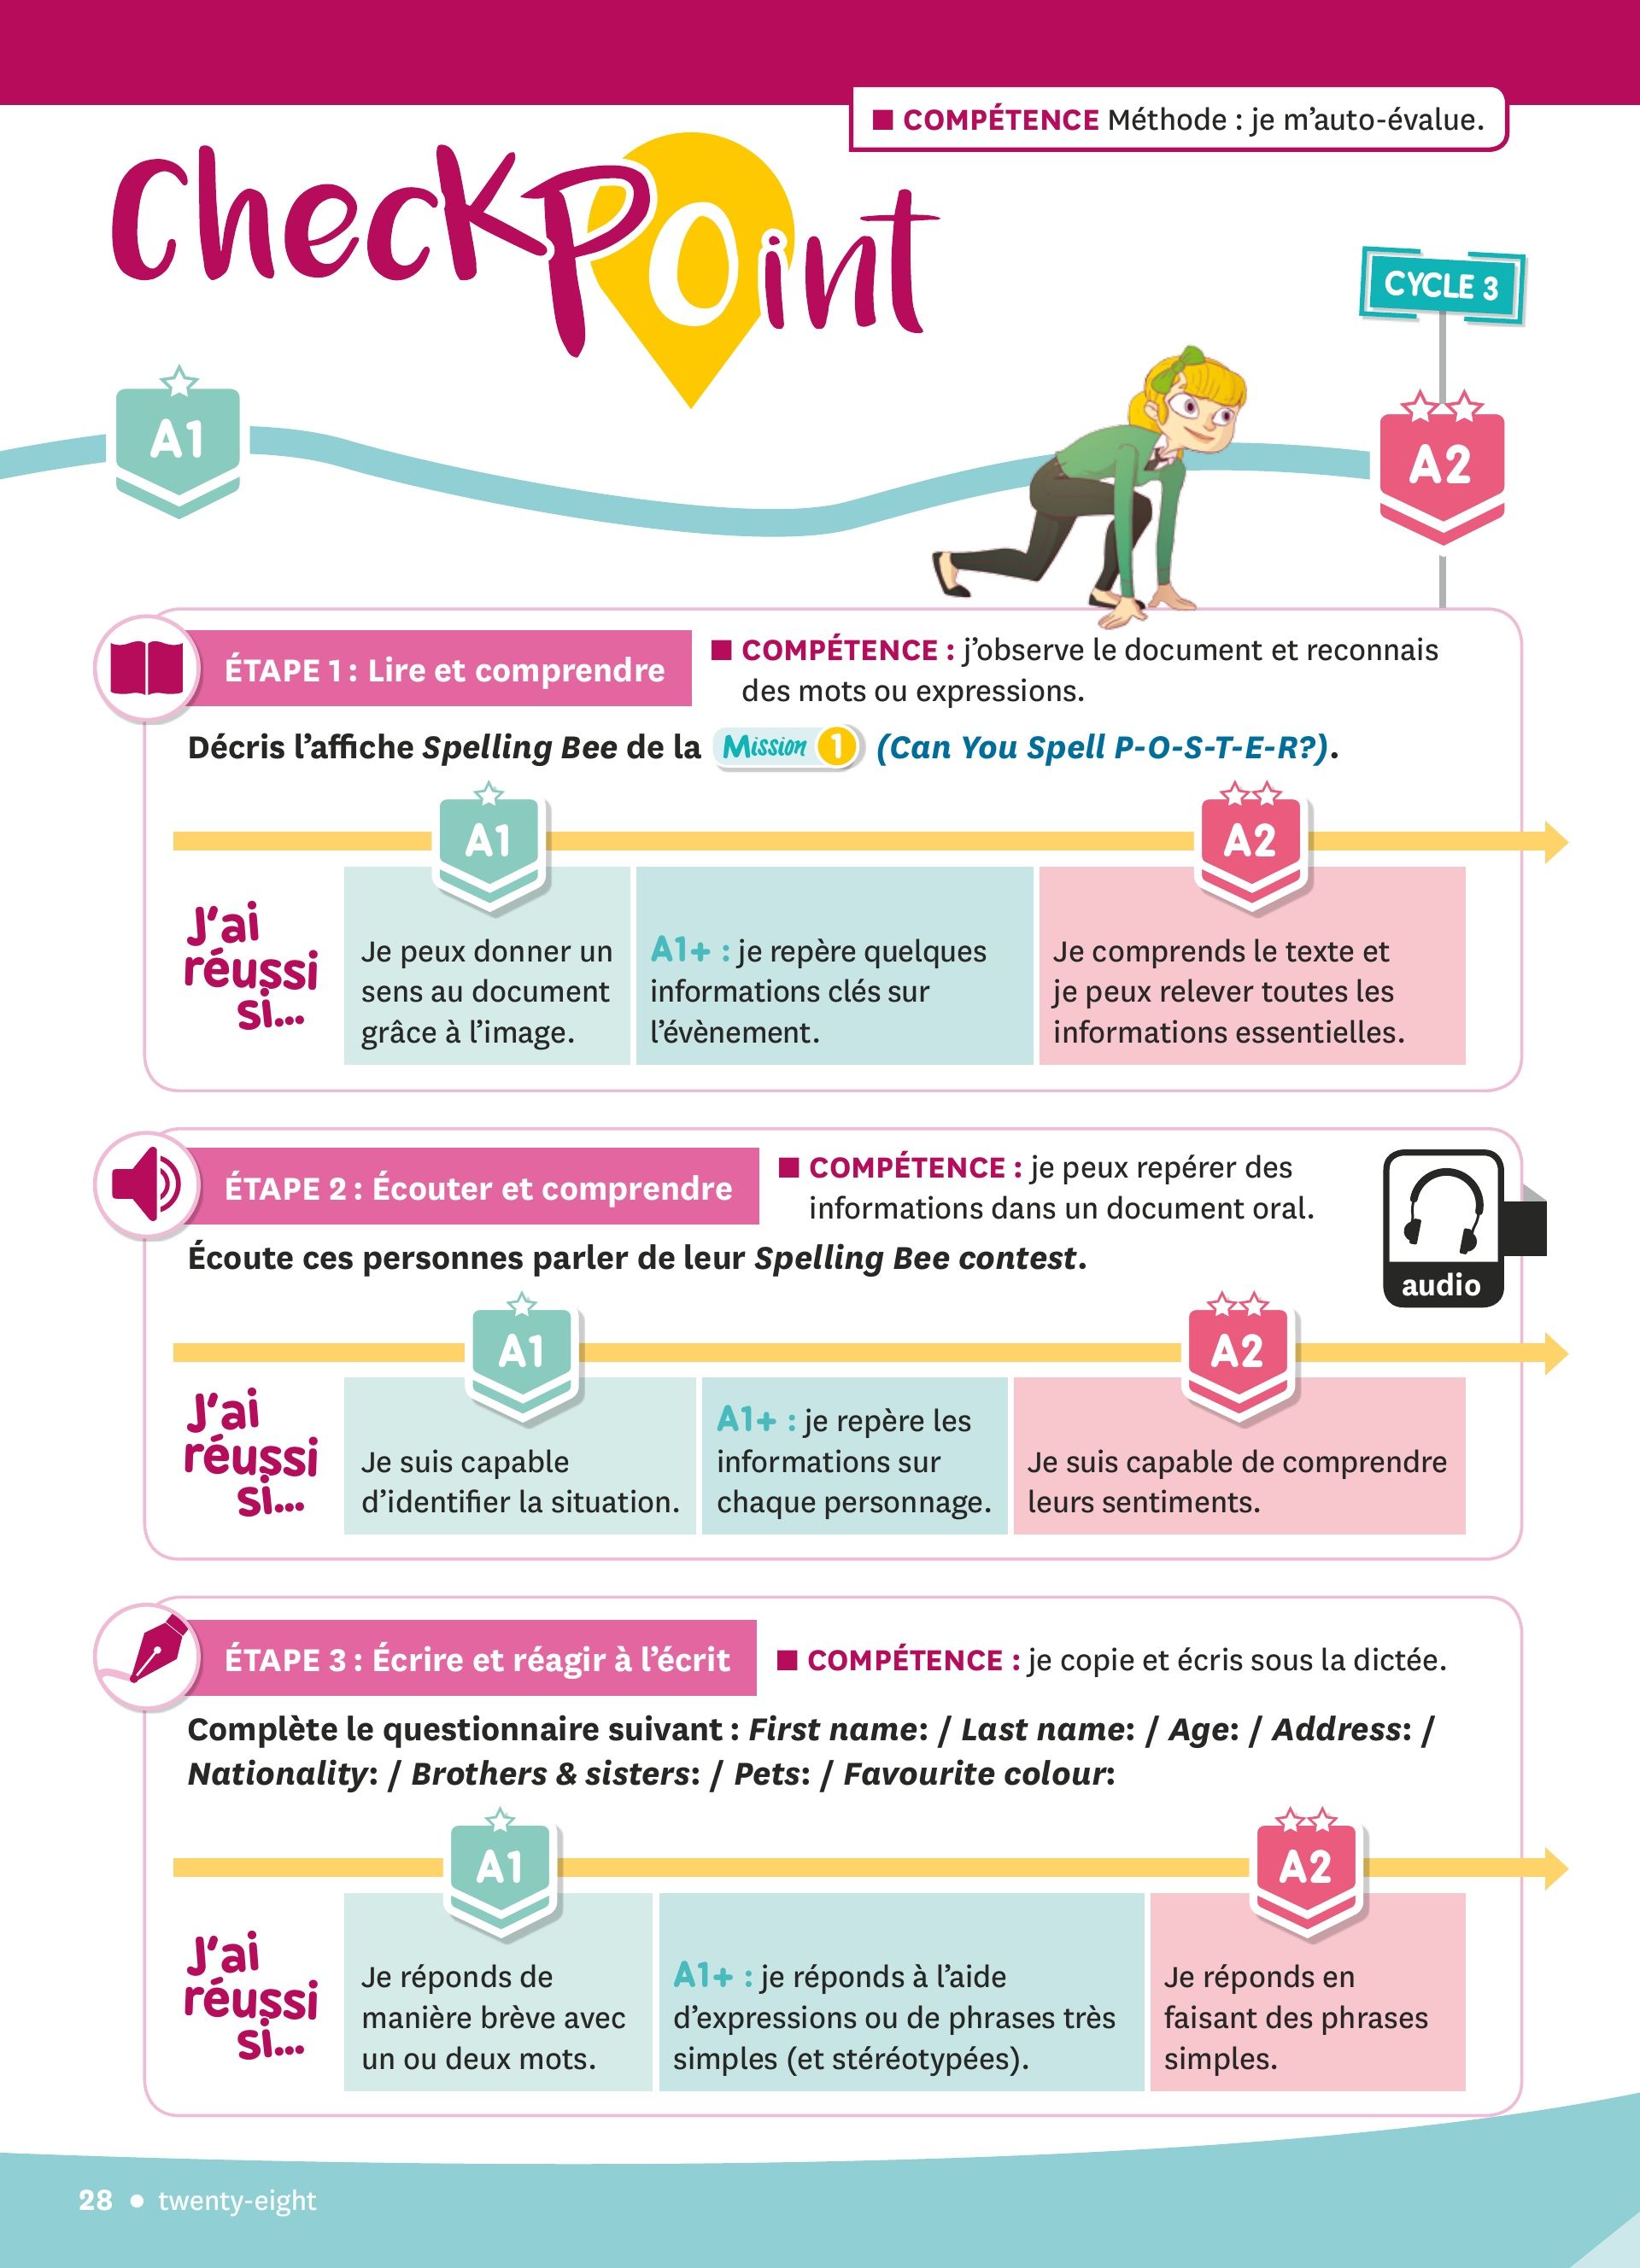 ■ COMPÉTENCE Méthode : je m'auto-évalue.
CheckPoint
CYCLE 3
A1
A2
ÉTAPE 1 : Lire et comprendre
■ COMPÉTENCE : j'observe le document et reconnais
des mots ou expressions.
Décris l'affiche Spelling Bee de la Mission 1 (Can You Spell P-O-S-T-E-R?).
A1
A2
J'ai
réussi
si...
Je peux donner un
sens au document
grâce à l'image.
A1+ : je repère quelques
informations clés sur
l'évènement.
Je comprends le texte et
je peux relever toutes les
informations essentielles.
ÉTAPE 2 : Écouter et comprendre
■ COMPÉTENCE : je peux repérer des
informations dans un document oral.
audio
Écoute ces personnes parler de leur Spelling Bee contest.
A1
A2
J'ai
réussi
si...
Je suis capable
d'identifier la situation.
A1+ : je repère les
informations sur
chaque personnage.
Je suis capable de comprendre
leurs sentiments.
ÉTAPE 3 : Écrire et réagir à l'écrit
■ COMPÉTENCE : je copie et écris sous la dictée.
Complète le questionnaire suivant : First name: / Last name: / Age: / Address: /
Nationality: / Brothers & sisters: / Pets: / Favourite colour:
A1
A2
J'ai
réussi
si...
Je réponds de
manière brève avec
un ou deux mots.
A1+ : je réponds à l'aide
d'expressions ou de phrases très
simples (et stéréotypées).
Je réponds en
faisant des phrases
simples.
28 • twenty-eight